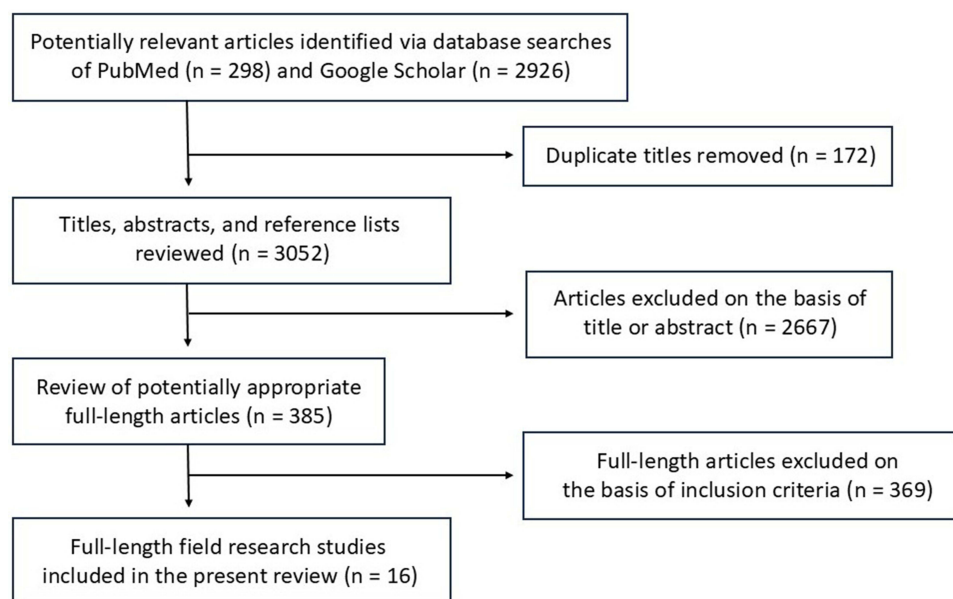 Potentially relevant articles identified via database searches
of PubMed (n = 298) and Google Scholar (n = 2926)
Duplicate titles removed (n = 172)
Titles, abstracts, and reference lists
reviewed (n = 3052)
Articles excluded on the basis of
title or abstract (n = 2667)
Review of potentially appropriate
full-length articles (n = 385)
Full-length articles excluded on
the basis of inclusion criteria (n = 369)
Full-length field research studies
included in the present review (n = 16)